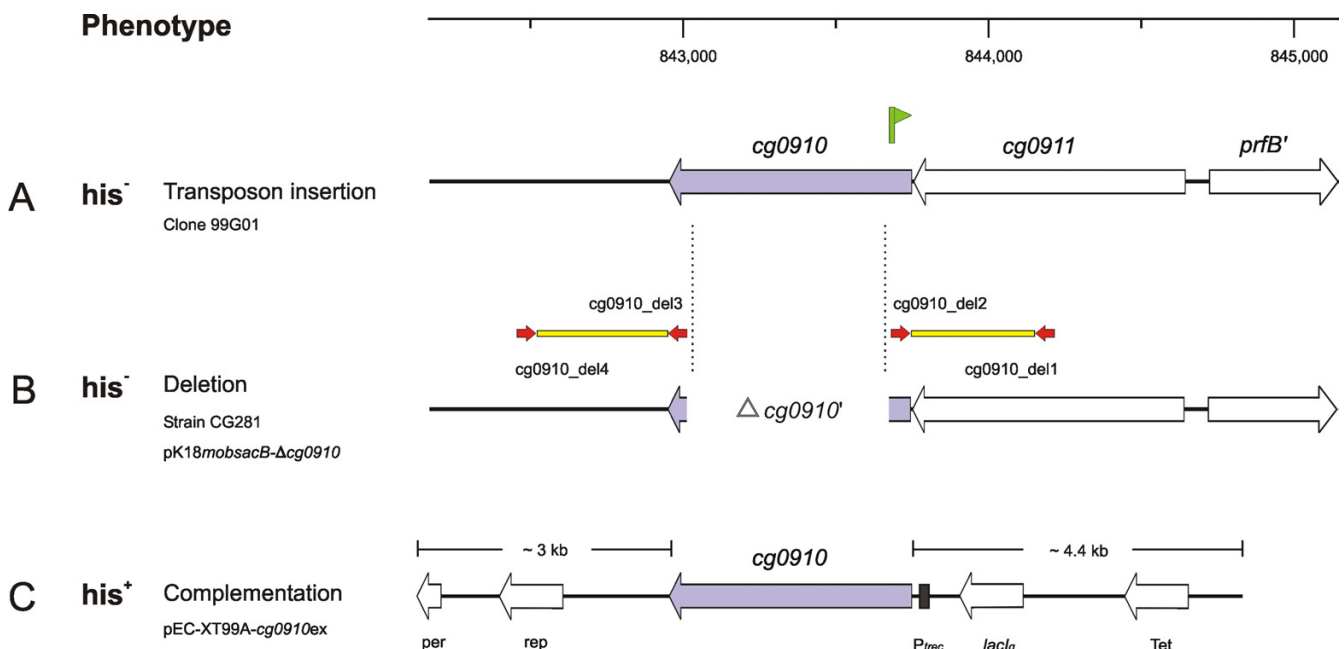 Phenotype
843,000 844,000 845,000
cg0910 cg0911 prfB'
A his⁻ Transposon insertion
Clone 99G01
cg0910_del3 cg0910_del2
cg0910_del4 cg0910_del1
B his⁻ Deletion
△ cg0910'
Strain CG281
pK18mobsacB-Δcg0910
~ 3 kb cg0910 ~ 4.4 kb
C his⁺ Complementation
pEC-XT99A-cg0910ex
per rep Ptrec lacIq Tet